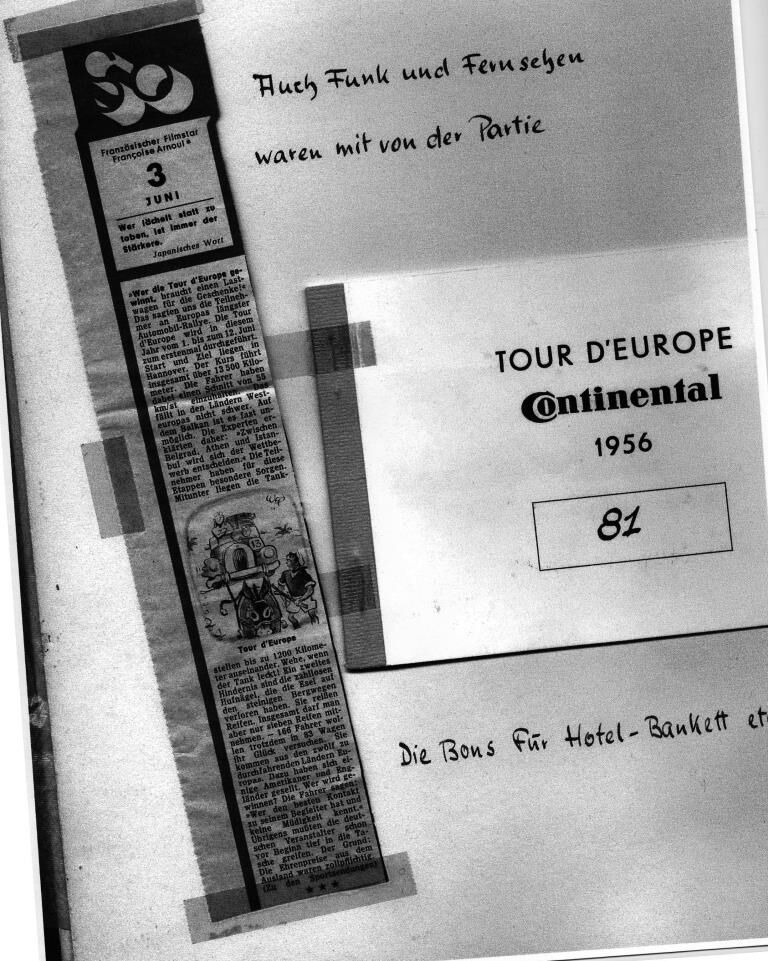 Auch Funk und Fernsehen
waren mit von der Partie
Französischer Filmstar
Françoise Arnoul *
3
JUNI
Wer lächelt statt zu
toben, ist immer der
Stärkere.
Japanisches Wort
»Wer die Tour d'Europe ge-
winnt, braucht einen Last-
wagen für die Geschenke!«
Das sagten uns die Teilneh-
mer an Europas längster
Automobil-Rallye. Die Tour
d'Europe wird in diesem
Jahr vom 1. bis zum 12. Juni
zum erstenmal durchgeführt.
Start und Ziel liegen in
Hannover. Der Kurs führt
insgesamt über 13 500 Kilo-
meter. Die Fahrer haben
dabei einen Schnitt von 55
km/st einzuhalten. Das
fällt in den Ländern West-
europas nicht schwer. Auf
dem Balkan ist es fast un-
möglich. Die Experten er-
klärten daher: »Zwischen
Belgrad, Athen und Istan-
bul wird sich der Wettbe-
werb entscheiden.« Die Teil-
nehmer haben für diese
Etappen besondere Sorgen.
Mitunter liegen die Tank-
13
Tour d'Europe
stellen bis zu 1200 Kilome-
ter auseinander. Wehe, wenn
der Tank leckt! Ein zweites
Hindernis sind die zahllosen
Hufnägel, die die Esel auf
den steinigen Bergwegen
verloren haben. Sie reißen
Reifen. Insgesamt darf man
aber nur sieben Reifen mit-
nehmen. – 166 Fahrer wol-
len trotzdem in 83 Wagen
ihr Glück versuchen. Sie
kommen aus den zwölf zu
durchfahrenden Ländern Eu-
ropas. Dazu haben sich ei-
nige Amerikaner und Eng-
länder gesellt. Wer wird ge-
winnen? Die Fahrer sagen:
»Wer den besten Kontakt
zu seinem Begleiter hat und
keine Müdigkeit kennt.«
Übrigens mußten die deut-
schen Veranstalter schon
vor Beginn tief in die Ta-
sche greifen. Der Grund:
Die Ehrenpreise aus dem
Ausland waren zollpflichtig.
(Zu den Sportsendungen)
★ ★ ★
TOUR D'EUROPE
Continental
1956
81
Die Bons für Hotel-Bankett etc